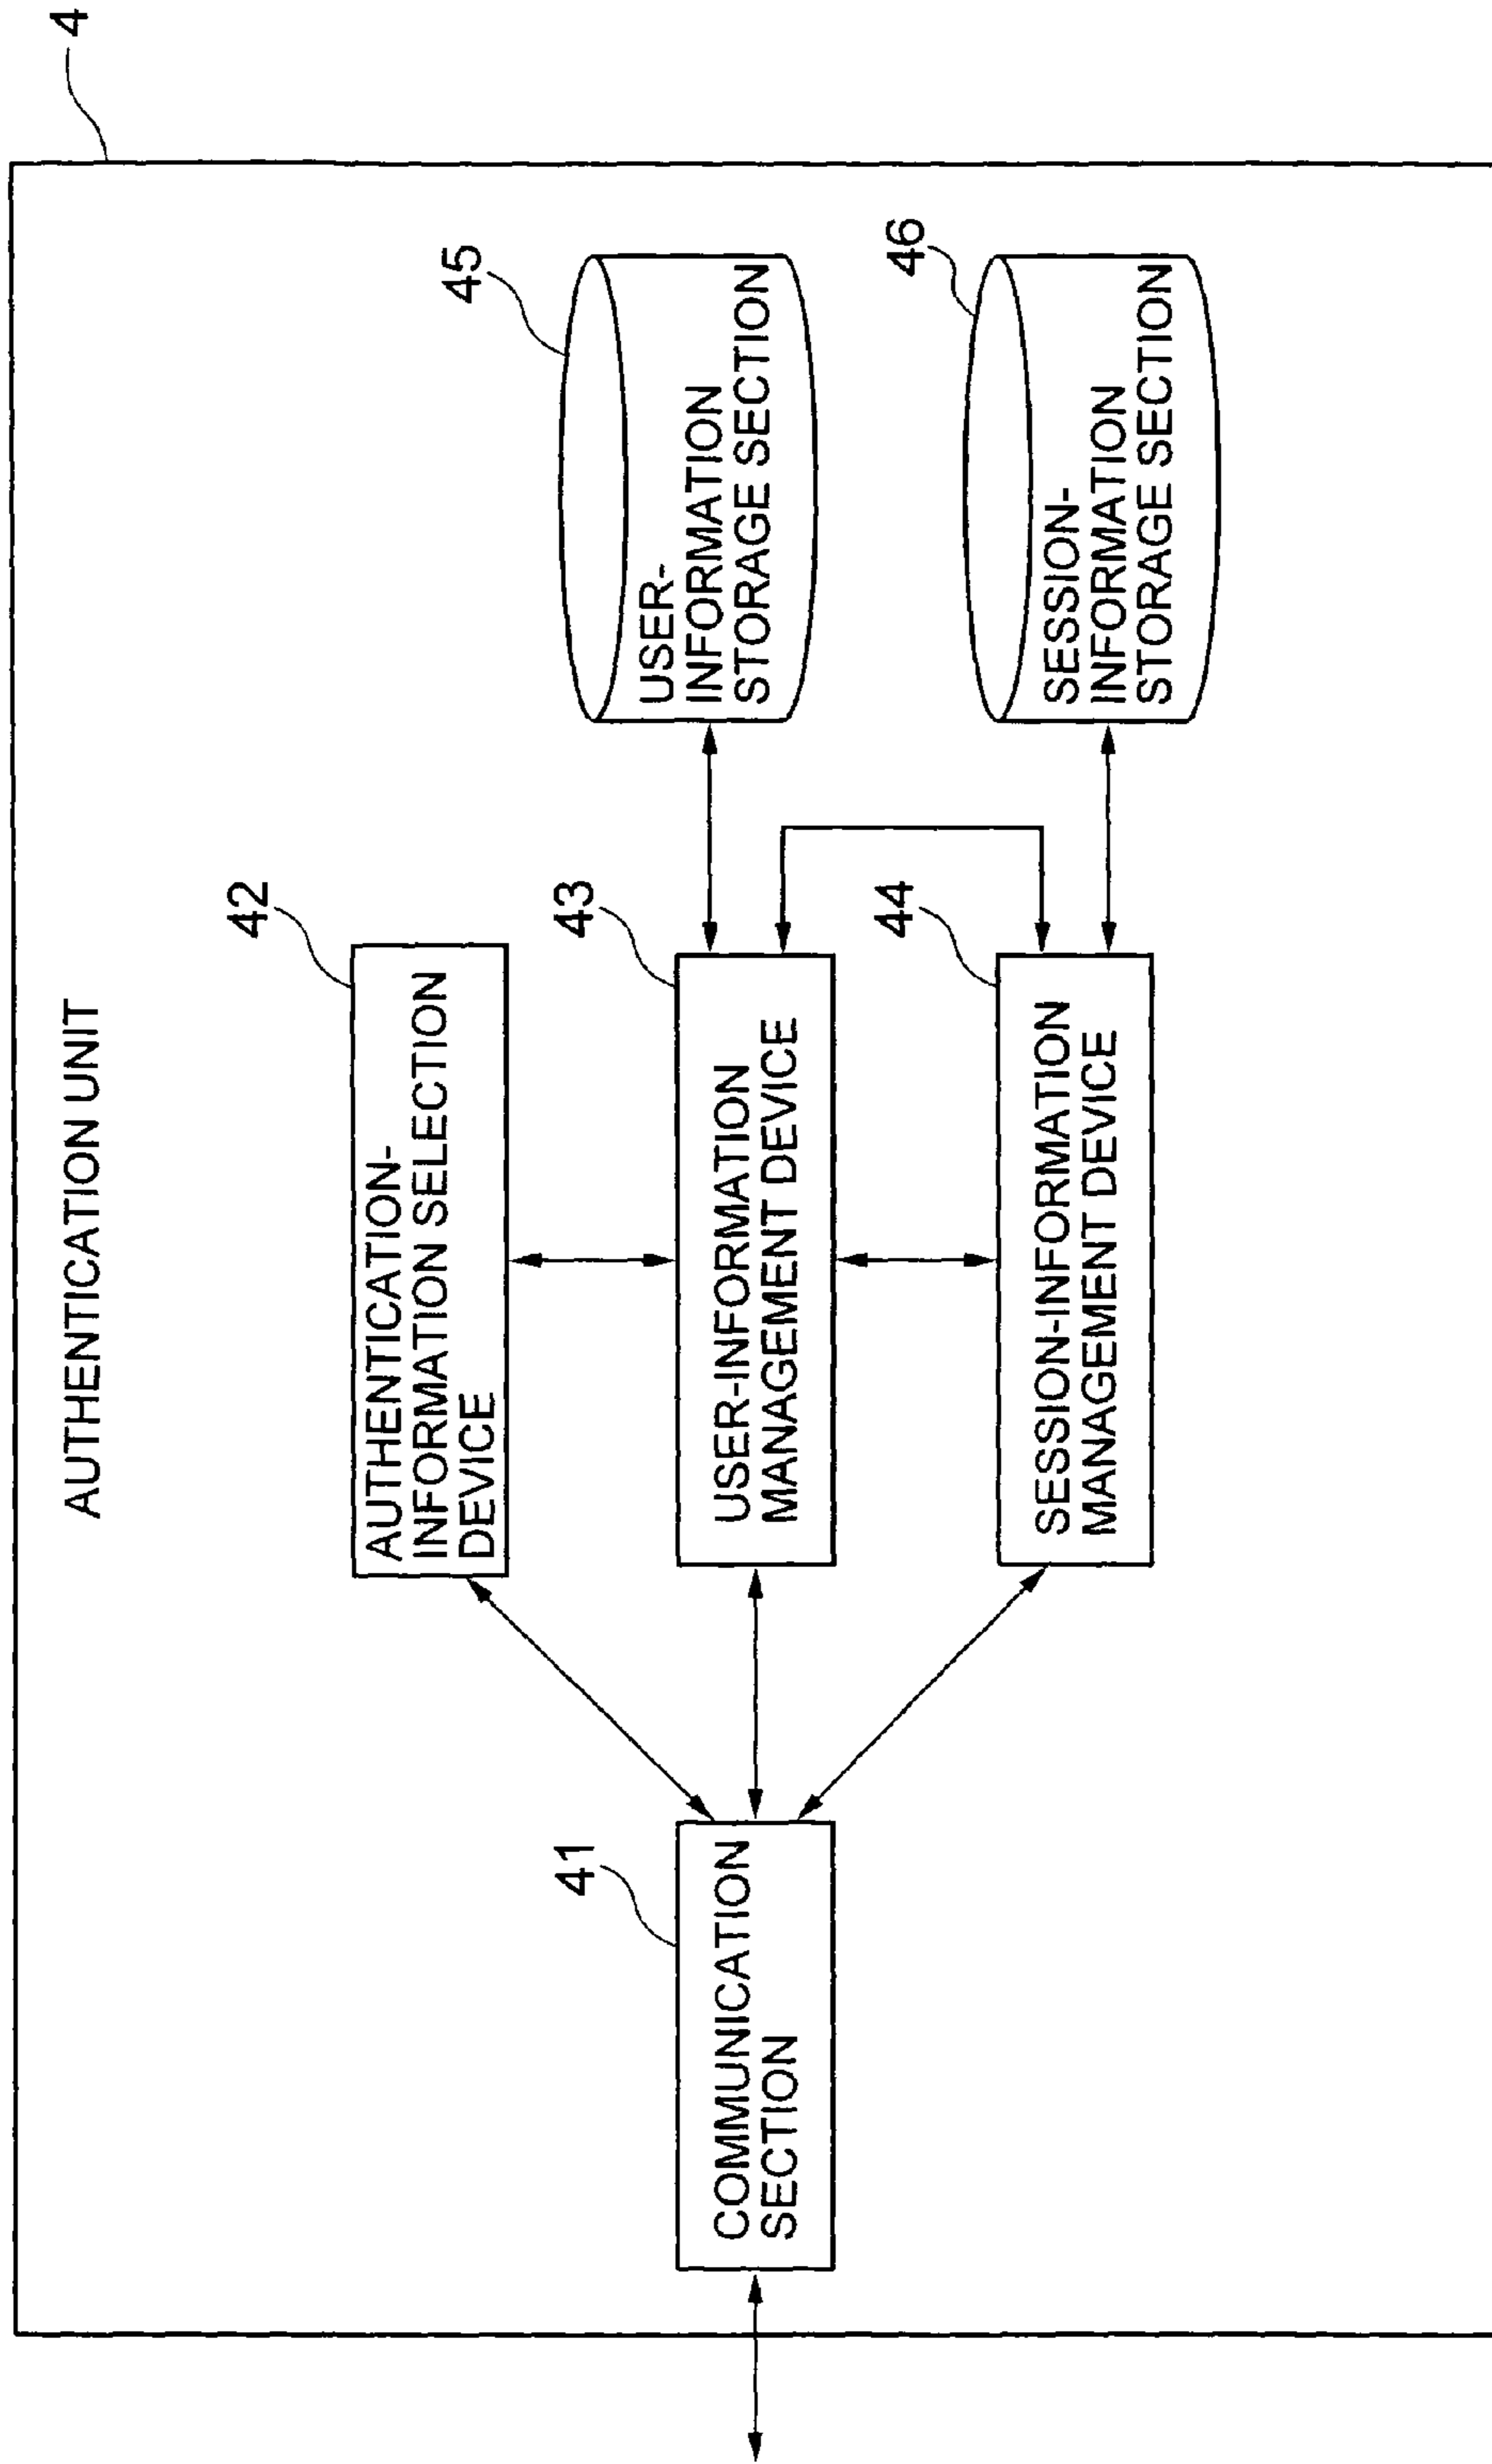 4
AUTHENTICATION UNIT
42
AUTHENTICATION-
INFORMATION SELECTION
DEVICE
41
COMMUNICATION
SECTION
43
USER-INFORMATION
MANAGEMENT DEVICE
45
USER-
INFORMATION
STORAGE SECTION
44
SESSION-INFORMATION
MANAGEMENT DEVICE
46
SESSION-
INFORMATION
STORAGE SECTION